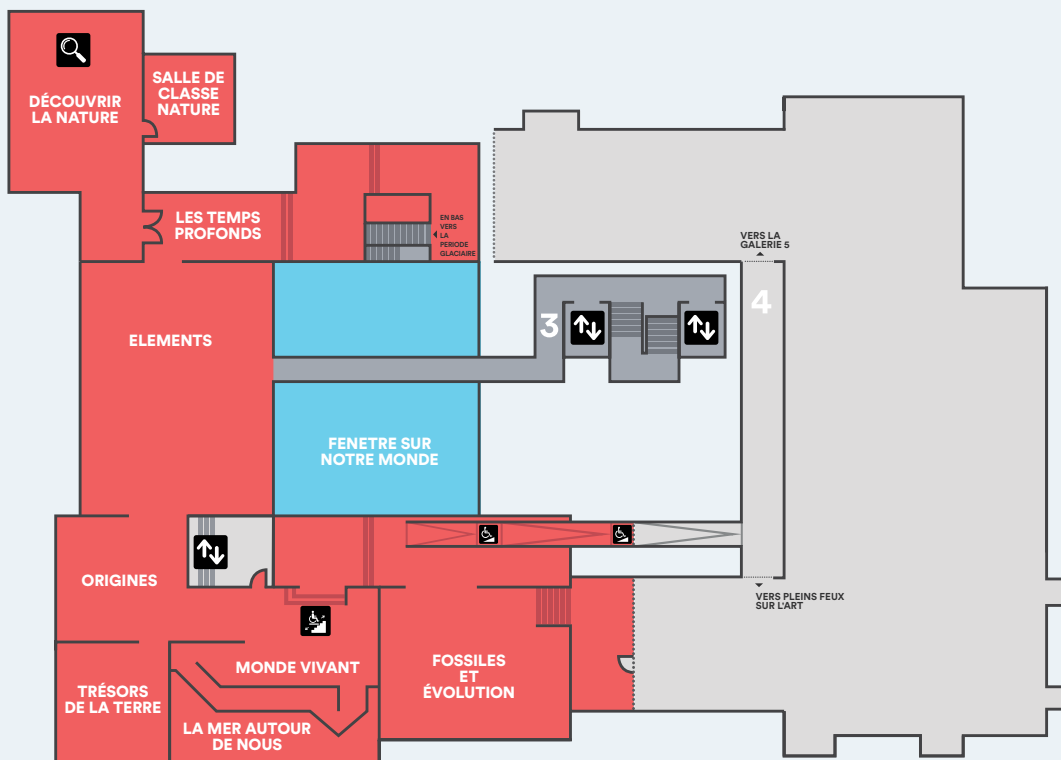 DÉCOUVRIR
LA NATURE
SALLE DE
CLASSE
NATURE
LES TEMPS
PROFONDS
EN BAS
VERS
LA
PERIODE
GLACIAIRE
VERS LA
GALERIE 5
ELEMENTS
3
4
FENETRE SUR
NOTRE MONDE
ORIGINES
VERS PLEINS FEUX
SUR L'ART
MONDE VIVANT
FOSSILES
ET
ÉVOLUTION
TRÉSORS
DE LA TERRE
LA MER AUTOUR
DE NOUS